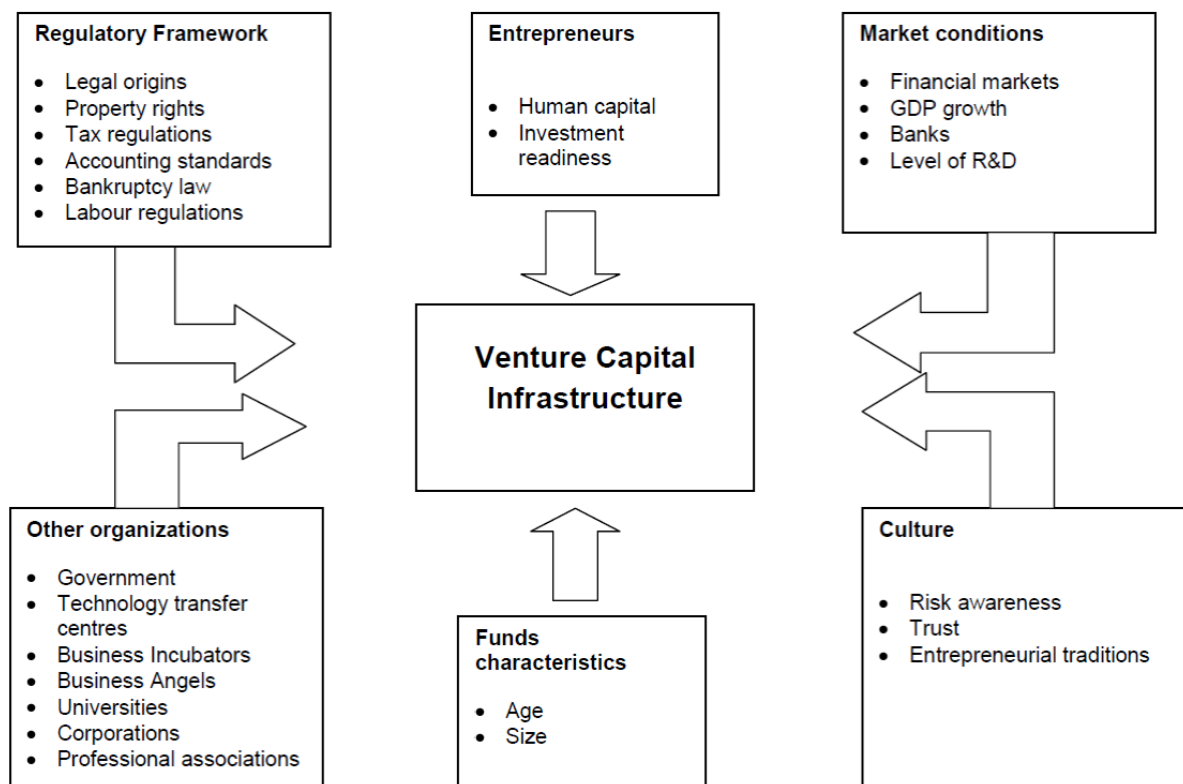 Regulatory Framework
• Legal origins
• Property rights
• Tax regulations
• Accounting standards
• Bankruptcy law
• Labour regulations
Entrepreneurs
• Human capital
• Investment
readiness
Market conditions
• Financial markets
• GDP growth
• Banks
• Level of R&D
Venture Capital
Infrastructure
Other organizations
• Government
• Technology transfer
centres
• Business Incubators
• Business Angels
• Universities
• Corporations
• Professional associations
Funds
characteristics
• Age
• Size
Culture
• Risk awareness
• Trust
• Entrepreneurial traditions